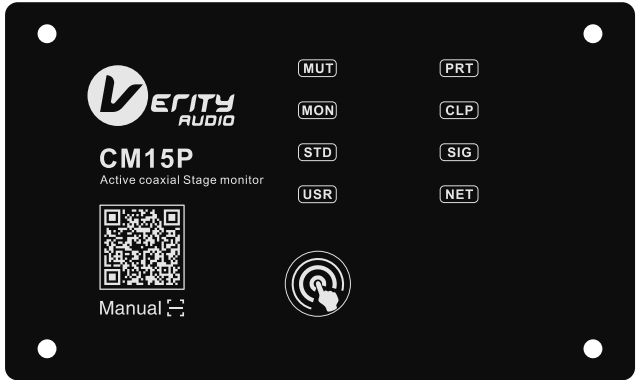 Verity
AUDIO
CM15P
Active coaxial Stage monitor
Manual
MUT
MON
STD
USR
PRT
CLP
SIG
NET